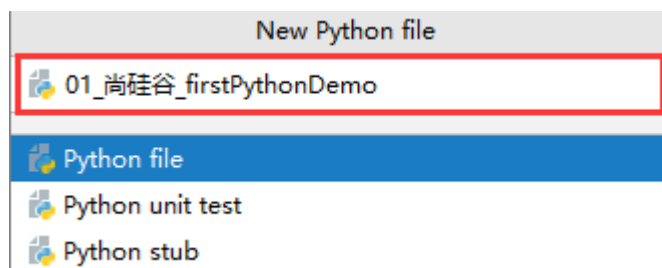 New Python file
01_尚硅谷_firstPythonDemo
Python file
Python unit test
Python stub